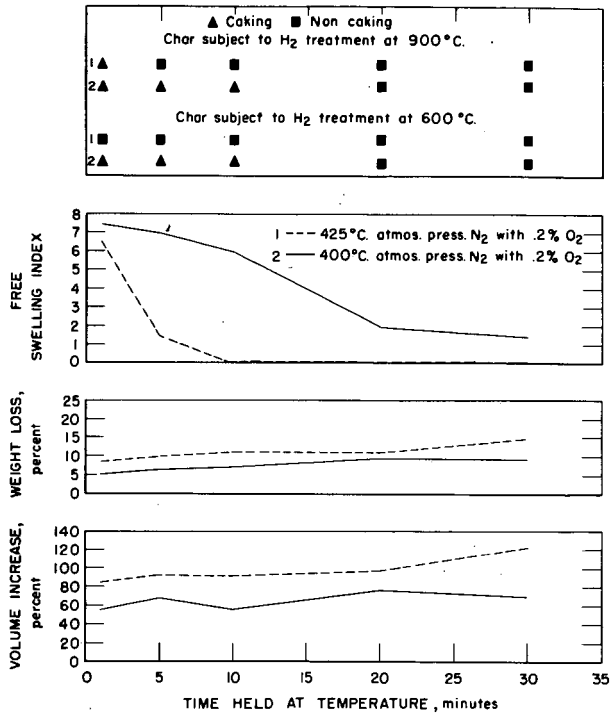 ▲ Caking ■ Non caking
Char subject to H2 treatment at 900°C.
1
2
Char subject to H2 treatment at 600°C.
1
2
FREE
SWELLING INDEX
8
7
6
5
4
3
2
1
0
1 --- 425°C. atmos. press. N2 with .2% O2
2 — 400°C. atmos. press. N2 with .2% O2
WEIGHT LOSS,
percent
25
20
15
10
5
0
VOLUME INCREASE,
percent
140
120
100
80
60
40
20
0
0 5 10 15 20 25 30 35
TIME HELD AT TEMPERATURE, minutes